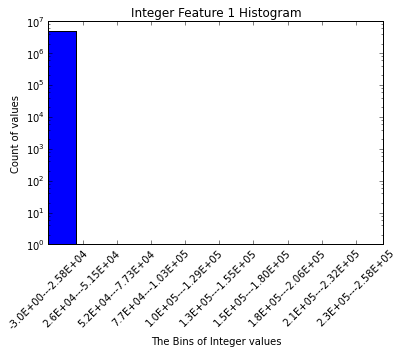 Integer Feature 1 Histogram
Count of values
10^7
10^6
10^5
10^4
10^3
10^2
10^1
10^0
-3.0E+00---2.58E+04
2.6E+04---5.15E+04
5.2E+04---7.73E+04
7.7E+04---1.03E+05
1.0E+05---1.29E+05
1.3E+05---1.55E+05
1.5E+05---1.80E+05
1.8E+05---2.06E+05
2.1E+05---2.32E+05
2.3E+05---2.58E+05
The Bins of Integer values